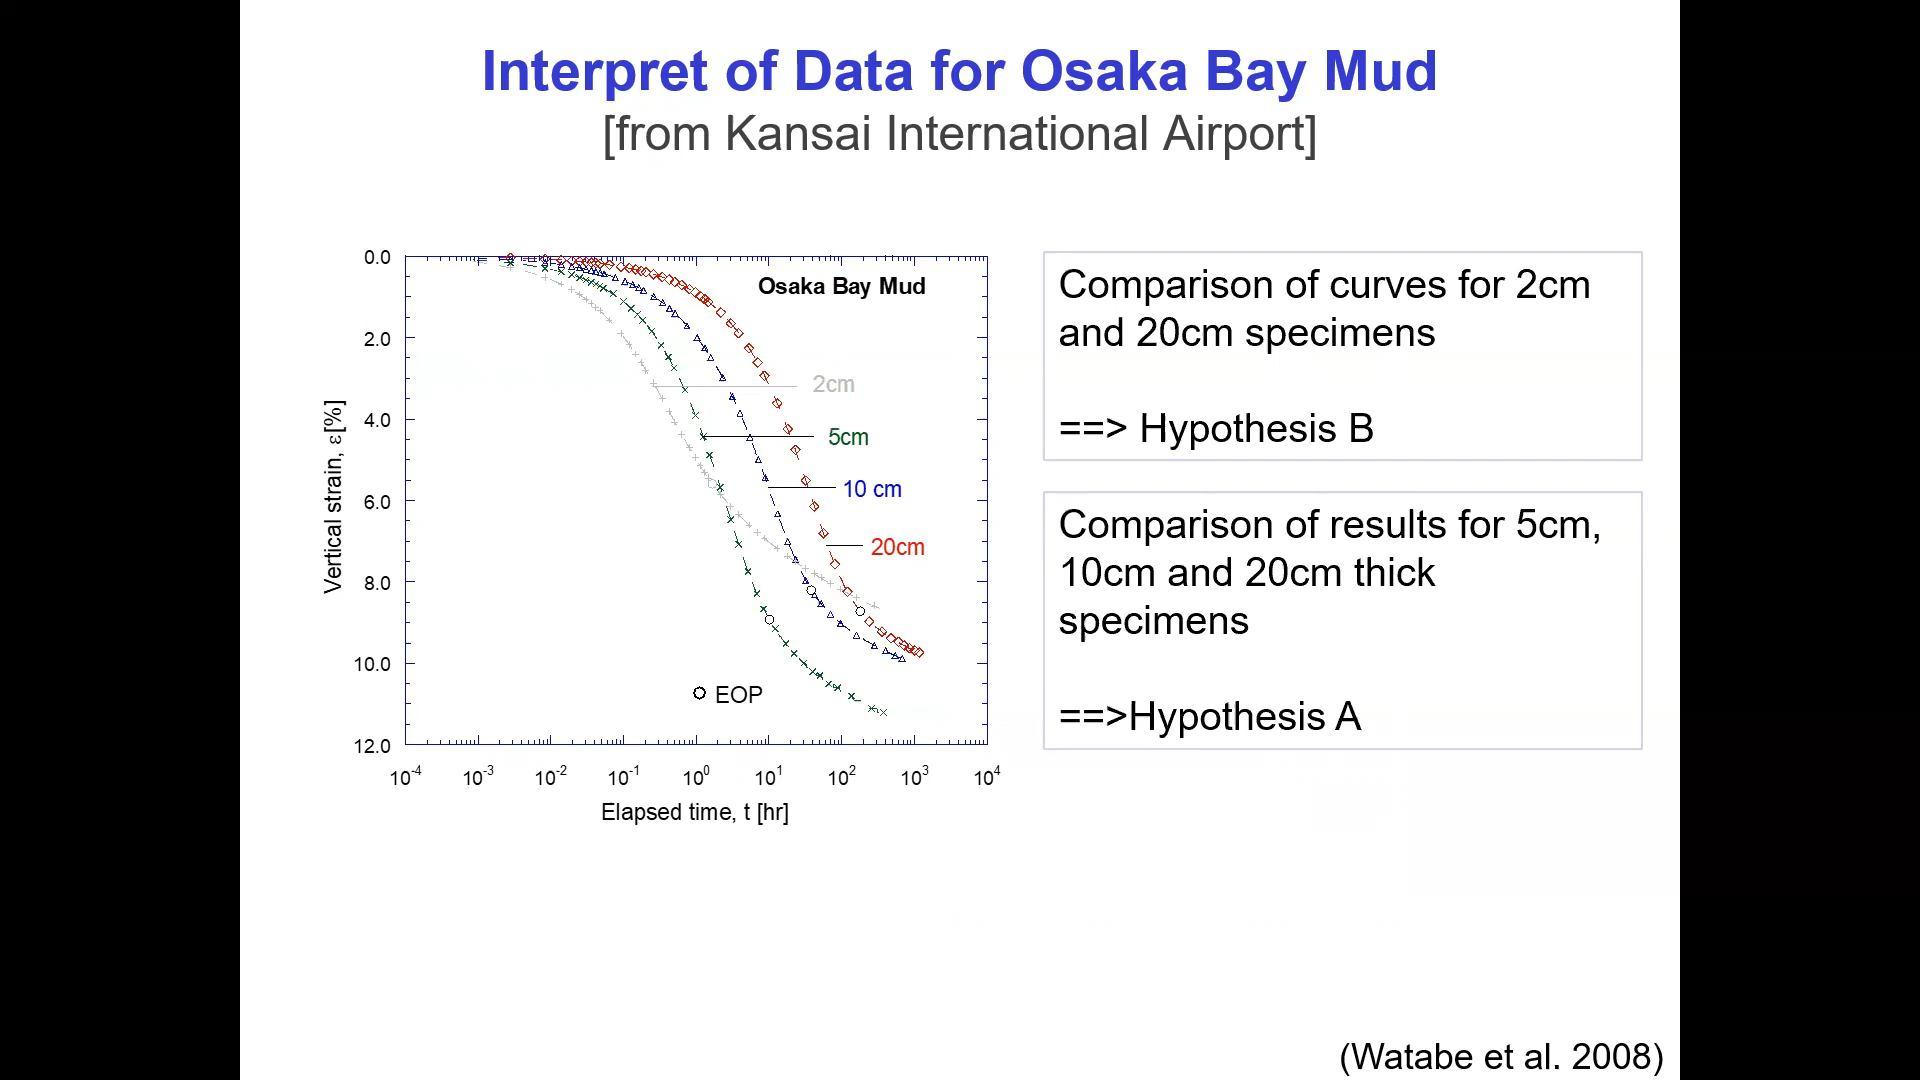 Interpret of Data for Osaka Bay Mud
[from Kansai International Airport]
0.0
2.0
4.0
6.0
8.0
10.0
12.0
Vertical strain, ε[%]
Osaka Bay Mud
2cm
5cm
10 cm
20cm
EOP
10-4 10-3 10-2 10-1 100 101 102 103 104
Elapsed time, t [hr]
Comparison of curves for 2cm
and 20cm specimens
==> Hypothesis B
Comparison of results for 5cm,
10cm and 20cm thick
specimens
==>Hypothesis A
(Watabe et al. 2008)